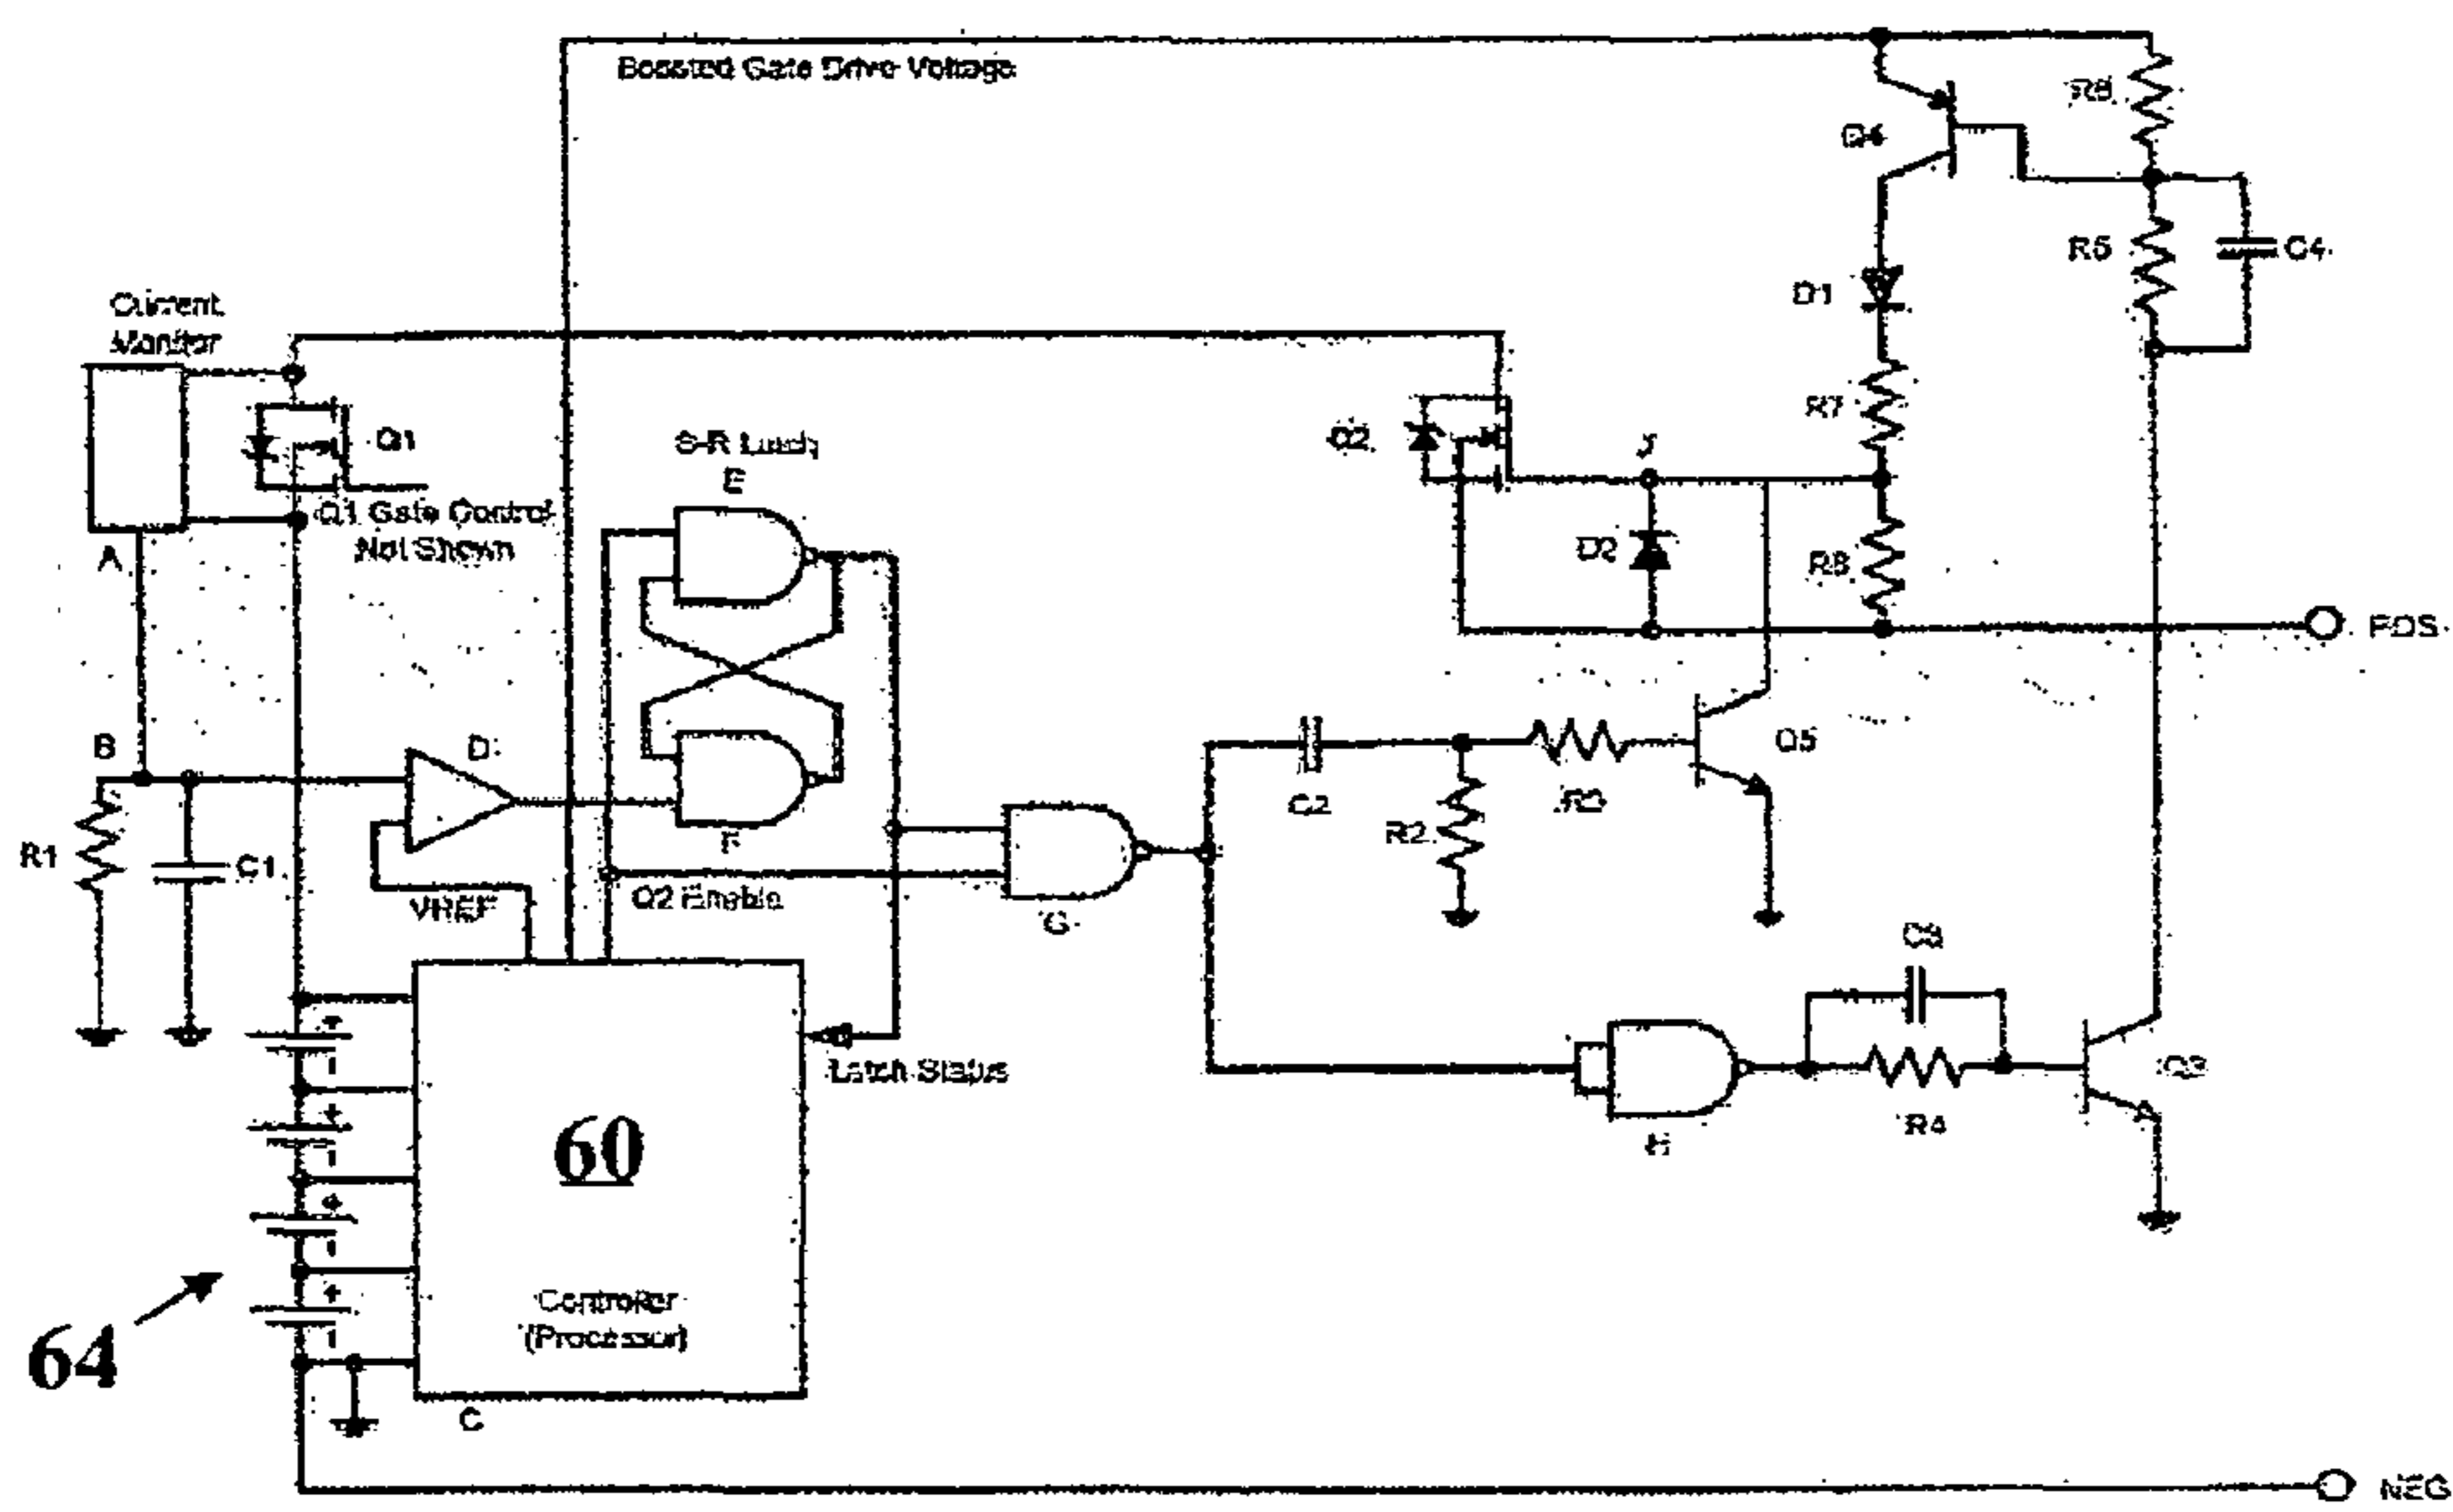 Boosted Gate Drive Voltage
R6
Q4
R5
C4
D1
Current
Monitor
R7
Q1
Q2
J
S-R Latch
E
Q1 Gate Control
Not Shown
A
D2
R8
POS
B
D
Q5
C2
R3
R1
C1
F
R2
VREF
Q2 Enable
G
Latch Status
60
R4
Q3
H
64
Controller
(Processor)
C
NEG